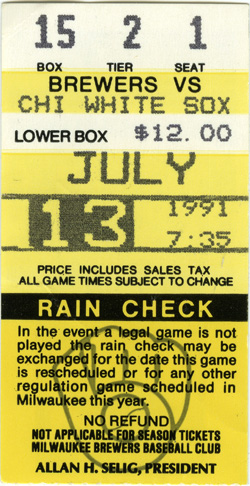 15 2 1
BOX TIER SEAT
BREWERS VS
CHI WHITE SOX
LOWER BOX $12.00
JULY
13 1991
7:35
PRICE INCLUDES SALES TAX
ALL GAME TIMES SUBJECT TO CHANGE
RAIN CHECK
In the event a legal game is not
played the rain check may be
exchanged for the date this game
is rescheduled or for any other
regulation game scheduled in
Milwaukee this year.
NO REFUND
NOT APPLICABLE FOR SEASON TICKETS
MILWAUKEE BREWERS BASEBALL CLUB
ALLAN H. SELIG, PRESIDENT